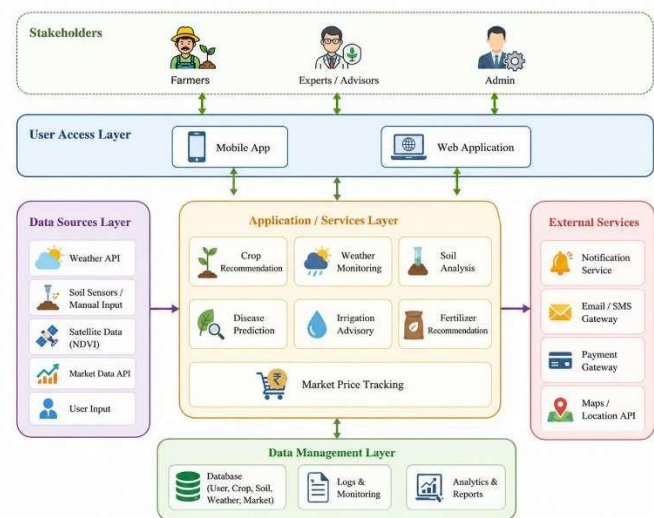 Stakeholders
Farmers
Experts / Advisors
Admin
User Access Layer
Mobile App
Web Application
Data Sources Layer
Weather API
Soil Sensors /
Manual Input
Satellite Data
(NDVI)
Market Data API
User Input
Application / Services Layer
Crop
Recommendation
Weather
Monitoring
Soil
Analysis
Disease
Prediction
Irrigation
Advisory
Fertilizer
Recommendation
₹
Market Price Tracking
External Services
Notification
Service
Email / SMS
Gateway
Payment
Gateway
Maps /
Location API
Data Management Layer
Database
(User, Crop, Soil,
Weather, Market)
Logs &
Monitoring
Analytics &
Reports